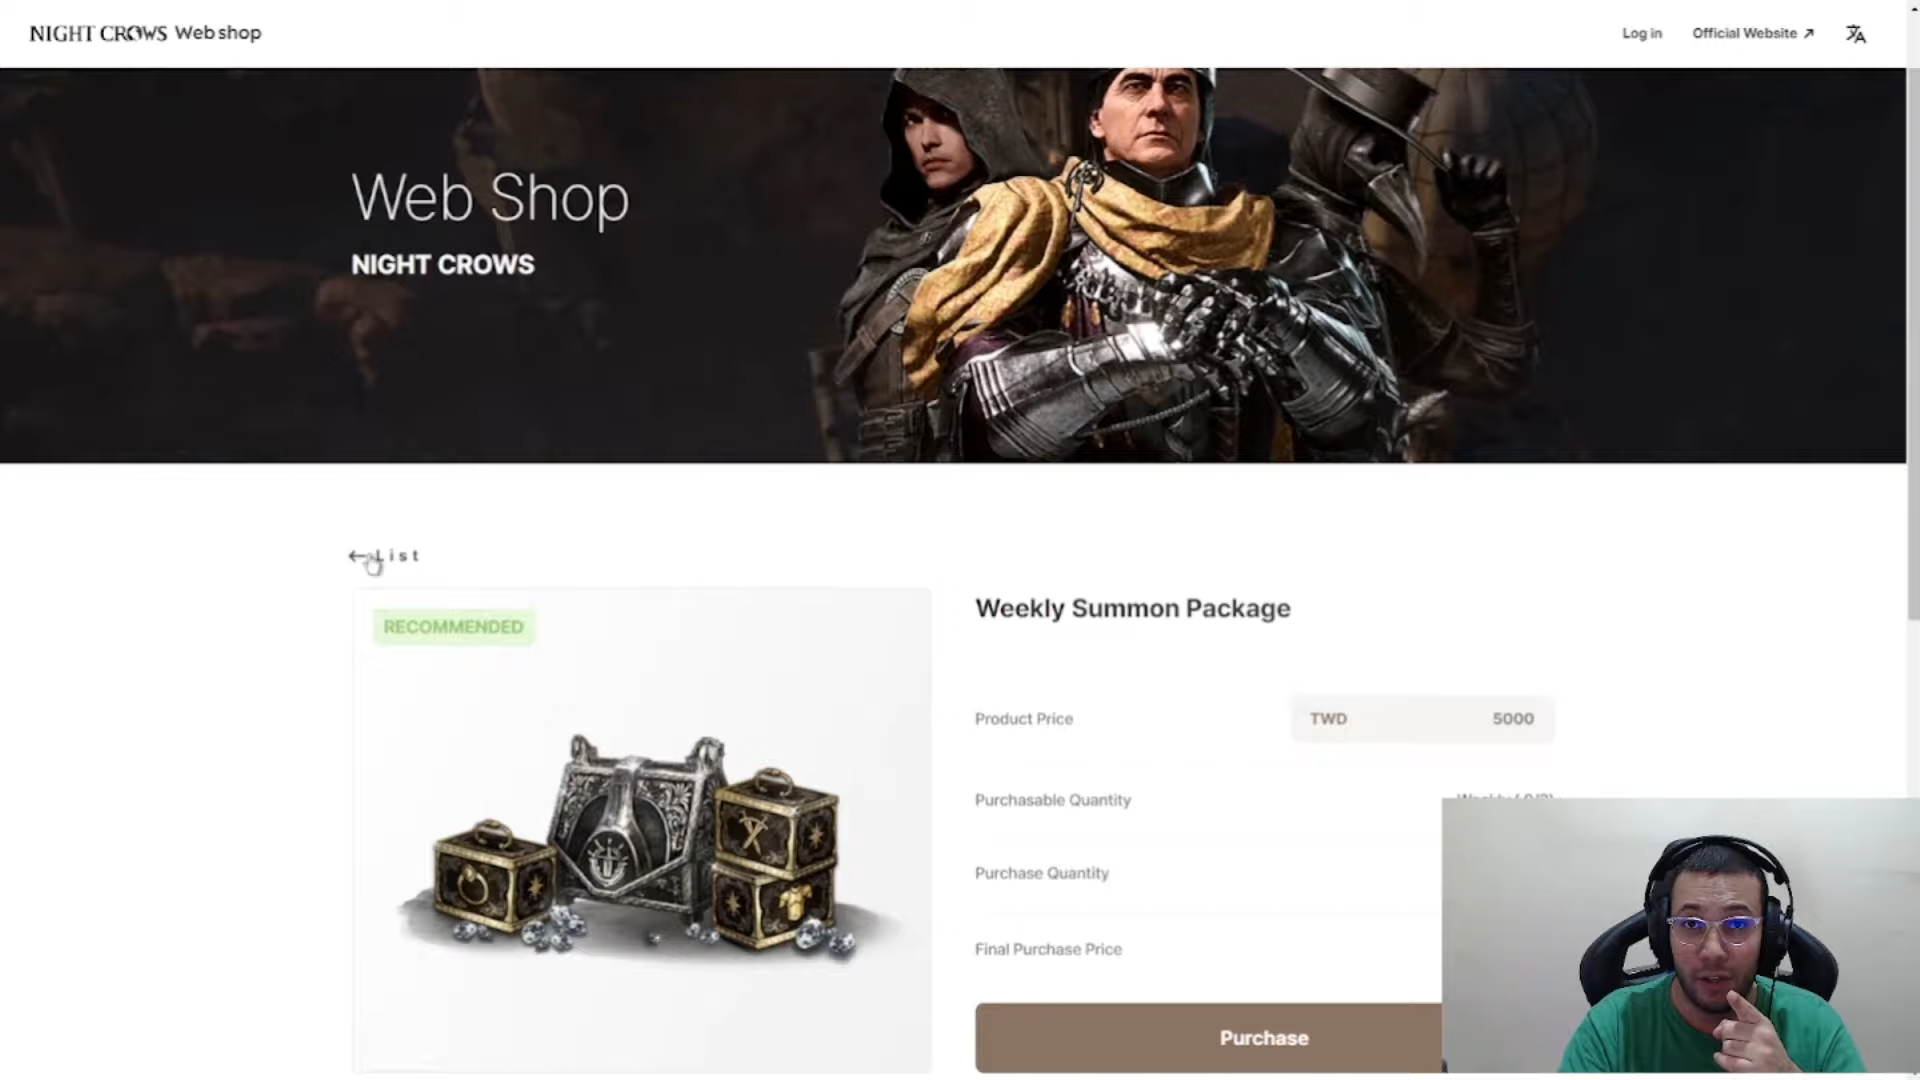 NIGHT CROWS Web shop
Log in
Official Website
Web Shop
NIGHT CROWS
List
RECOMMENDED
Weekly Summon Package
Product Price
TWD 5000
Purchasable Quantity
Purchase Quantity
Final Purchase Price
Purchase